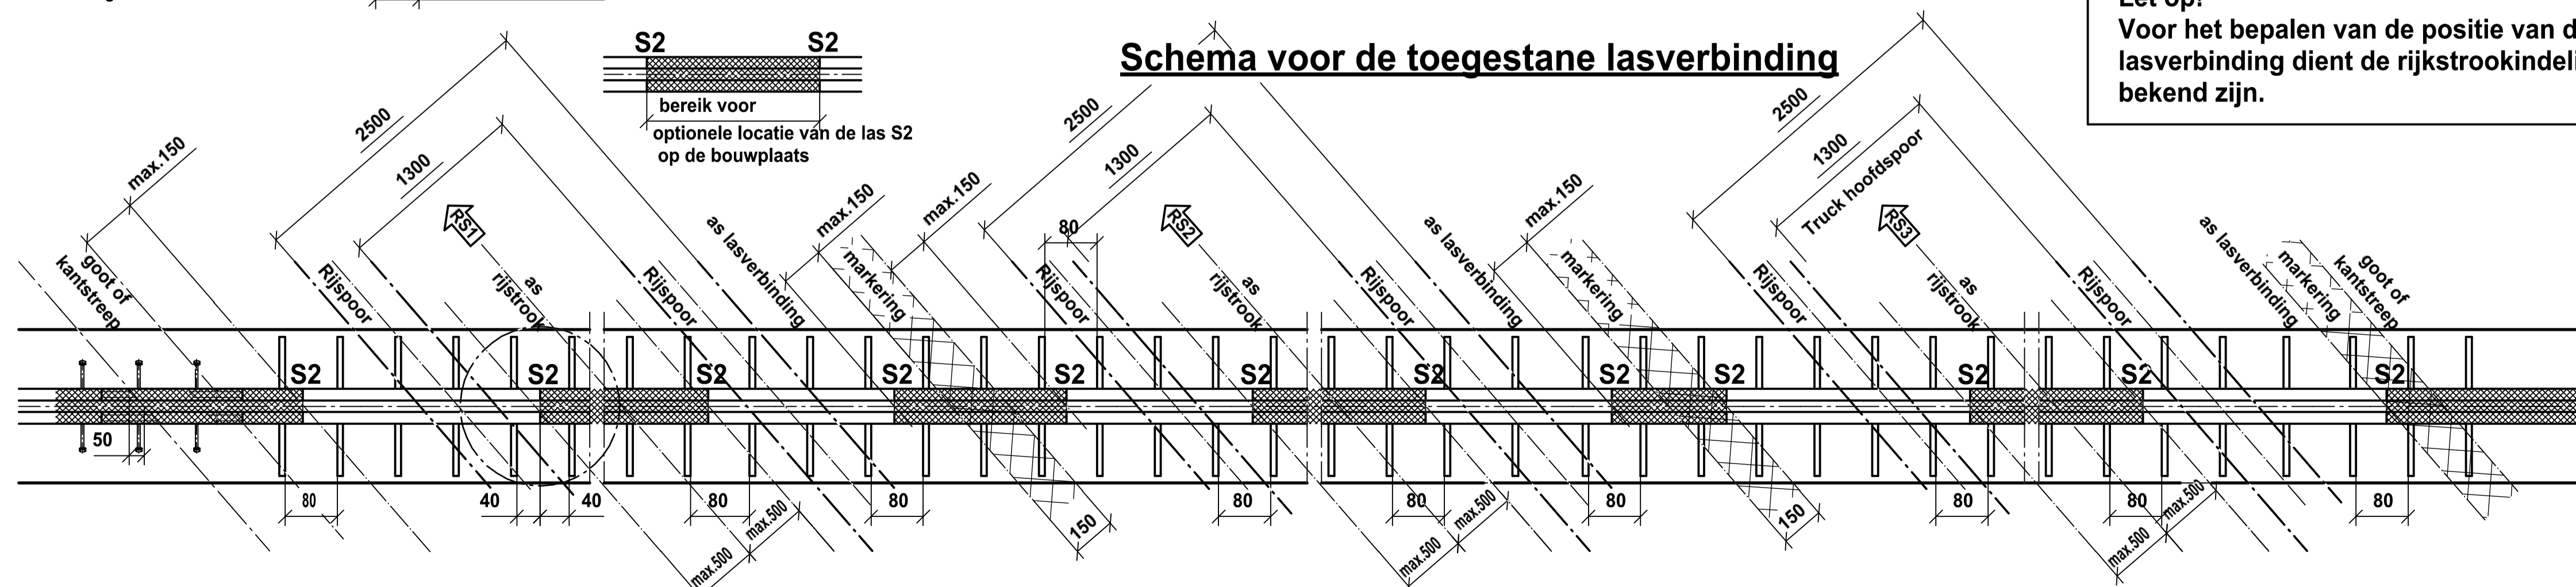 S2 S2
bereik voor
optionele locatie van de las S2
op de bouwplaats
Schema voor de toegestane lasverbinding
Let op!
Voor het bepalen van de positie van d
lasverbinding dient de rijkstrookindeli
bekend zijn.
max.150
2500
1300
RS1
max.150
max.150
2500
1300
80
RS2
max.150
2500
1300
Truck hoofdspoor
RS3
goot of
kantstreep
Rijspoor
as
rijstrook
Rijspoor
as lasverbinding
markering
Rijspoor
as
rijstrook
Rijspoor
as lasverbinding
markering
Rijspoor
as
rijstrook
Rijspoor
as lasverbinding
markering
goot of
kantstreep
S2 S2 S2 S2 S2 S2 S2 S2 S2 S2 S2 S2
50
80 40 40 80 80 80 80 80 80 80 80
max.500 max.500 150 max.500 max.500 150 max.500 max.500